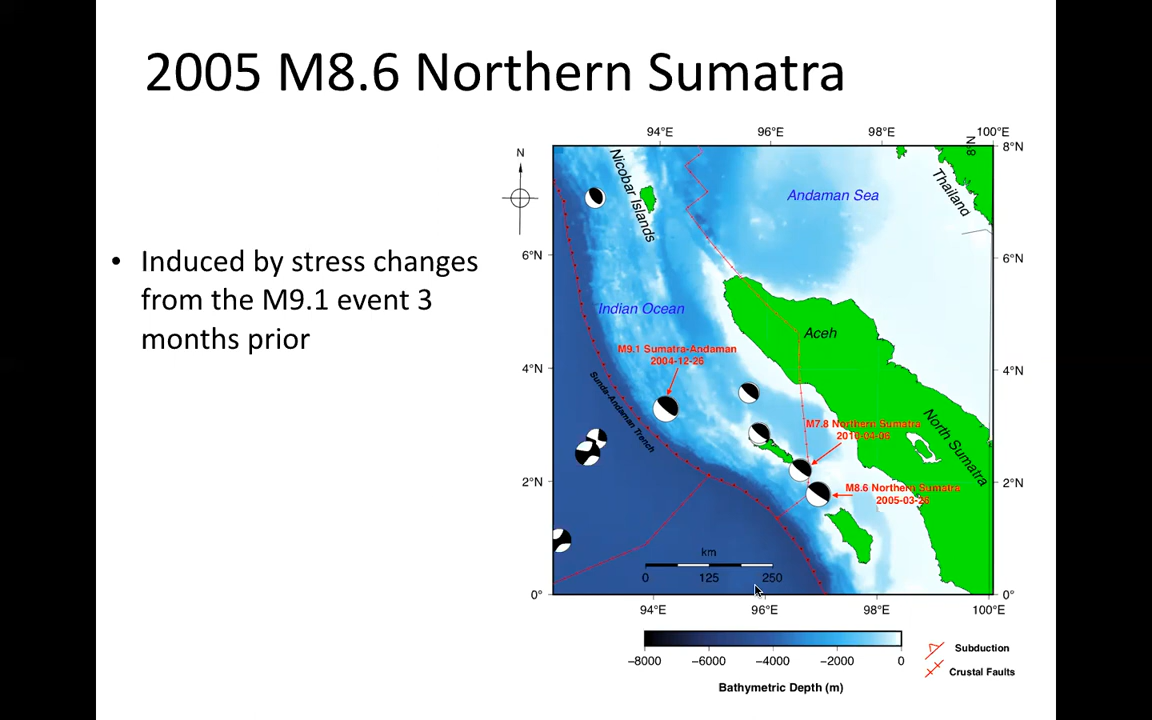 2005 M8.6 Northern Sumatra
• Induced by stress changes
from the M9.1 event 3
months prior
94°E 96°E 98°E 100°E
N
8°N
8°N
Nicobar Islands
Andaman Sea
Thailand
6°N
6°N
Indian Ocean
Aceh
M9.1 Sumatra-Andaman
2004-12-26
4°N
4°N
Sunda-Andaman Trench
M7.8 Northern Sumatra
2010-04-06
North Sumatra
2°N
2°N
M8.6 Northern Sumatra
2005-03-28
km
0 125 250
0°
0°
94°E 96°E 98°E 100°E
−8000 −6000 −4000 −2000 0
Bathymetric Depth (m)
Subduction
Crustal Faults